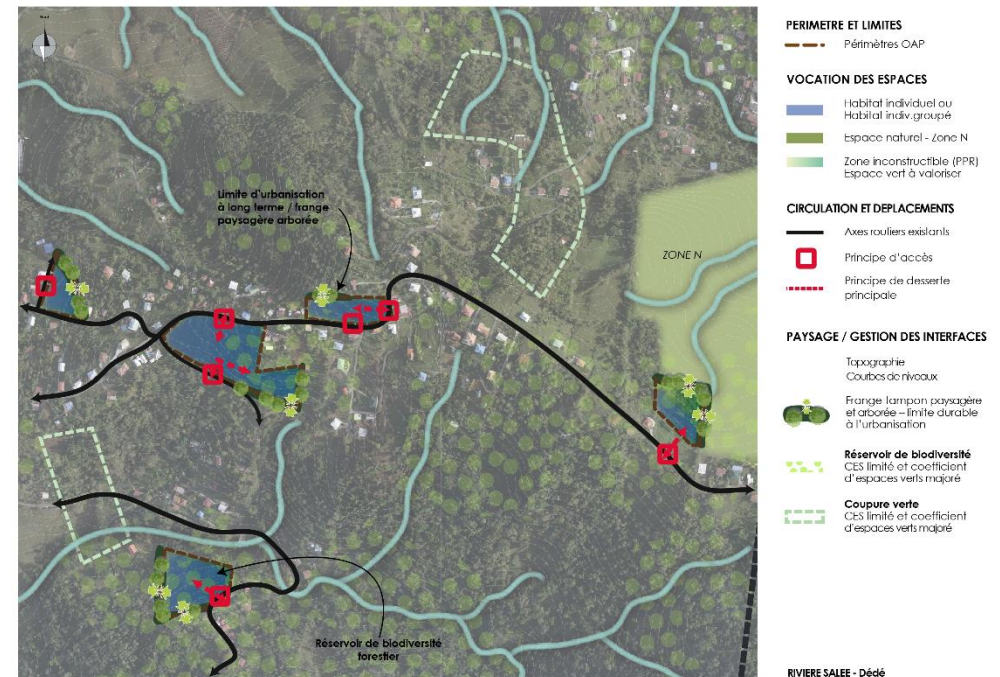 Nord
Limite d'urbanisation
à long terme / frange
paysagère arborée
ZONE N
Réservoir de biodiversité
forestier
PERIMETRE ET LIMITES
Périmètres OAP
VOCATION DES ESPACES
Habitat individuel ou
Habitat indiv.groupé
Espace naturel - Zone N
Zone inconstructible (PPR)
Espace vert à valoriser
CIRCULATION ET DEPLACEMENTS
Axes rouliers existants
Principe d'accès
Principe de desserte
principale
PAYSAGE / GESTION DES INTERFACES
Topographie
Courbes de niveaux
Frange tampon paysagère
et arborée – limite durable
à l'urbanisation
Réservoir de biodiversité
CES limité et coefficient
d'espaces verts majoré
Coupure verte
CES limité et coefficient
d'espaces verts majoré
RIVIERE SALEE - Dédé